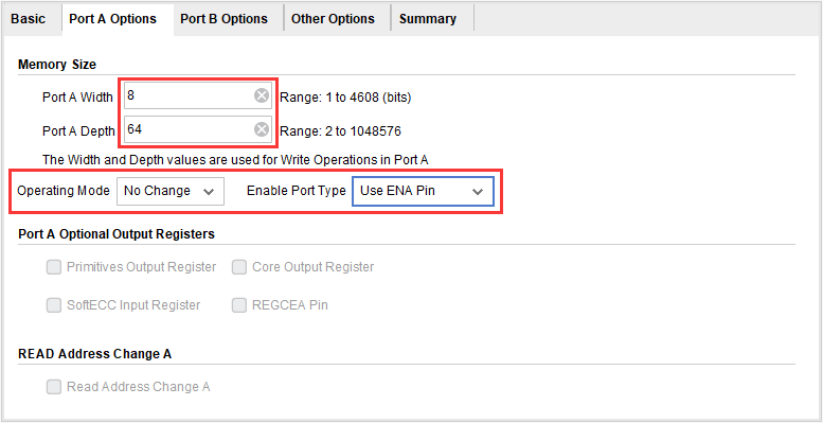 Basic Port A Options Port B Options Other Options Summary
Memory Size
Port A Width 8 Range: 1 to 4608 (bits)
Port A Depth 64 Range: 2 to 1048576
The Width and Depth values are used for Write Operations in Port A
Operating Mode No Change Enable Port Type Use ENA Pin
Port A Optional Output Registers
Primitives Output Register Core Output Register
SoftECC Input Register REGCEA Pin
READ Address Change A
Read Address Change A